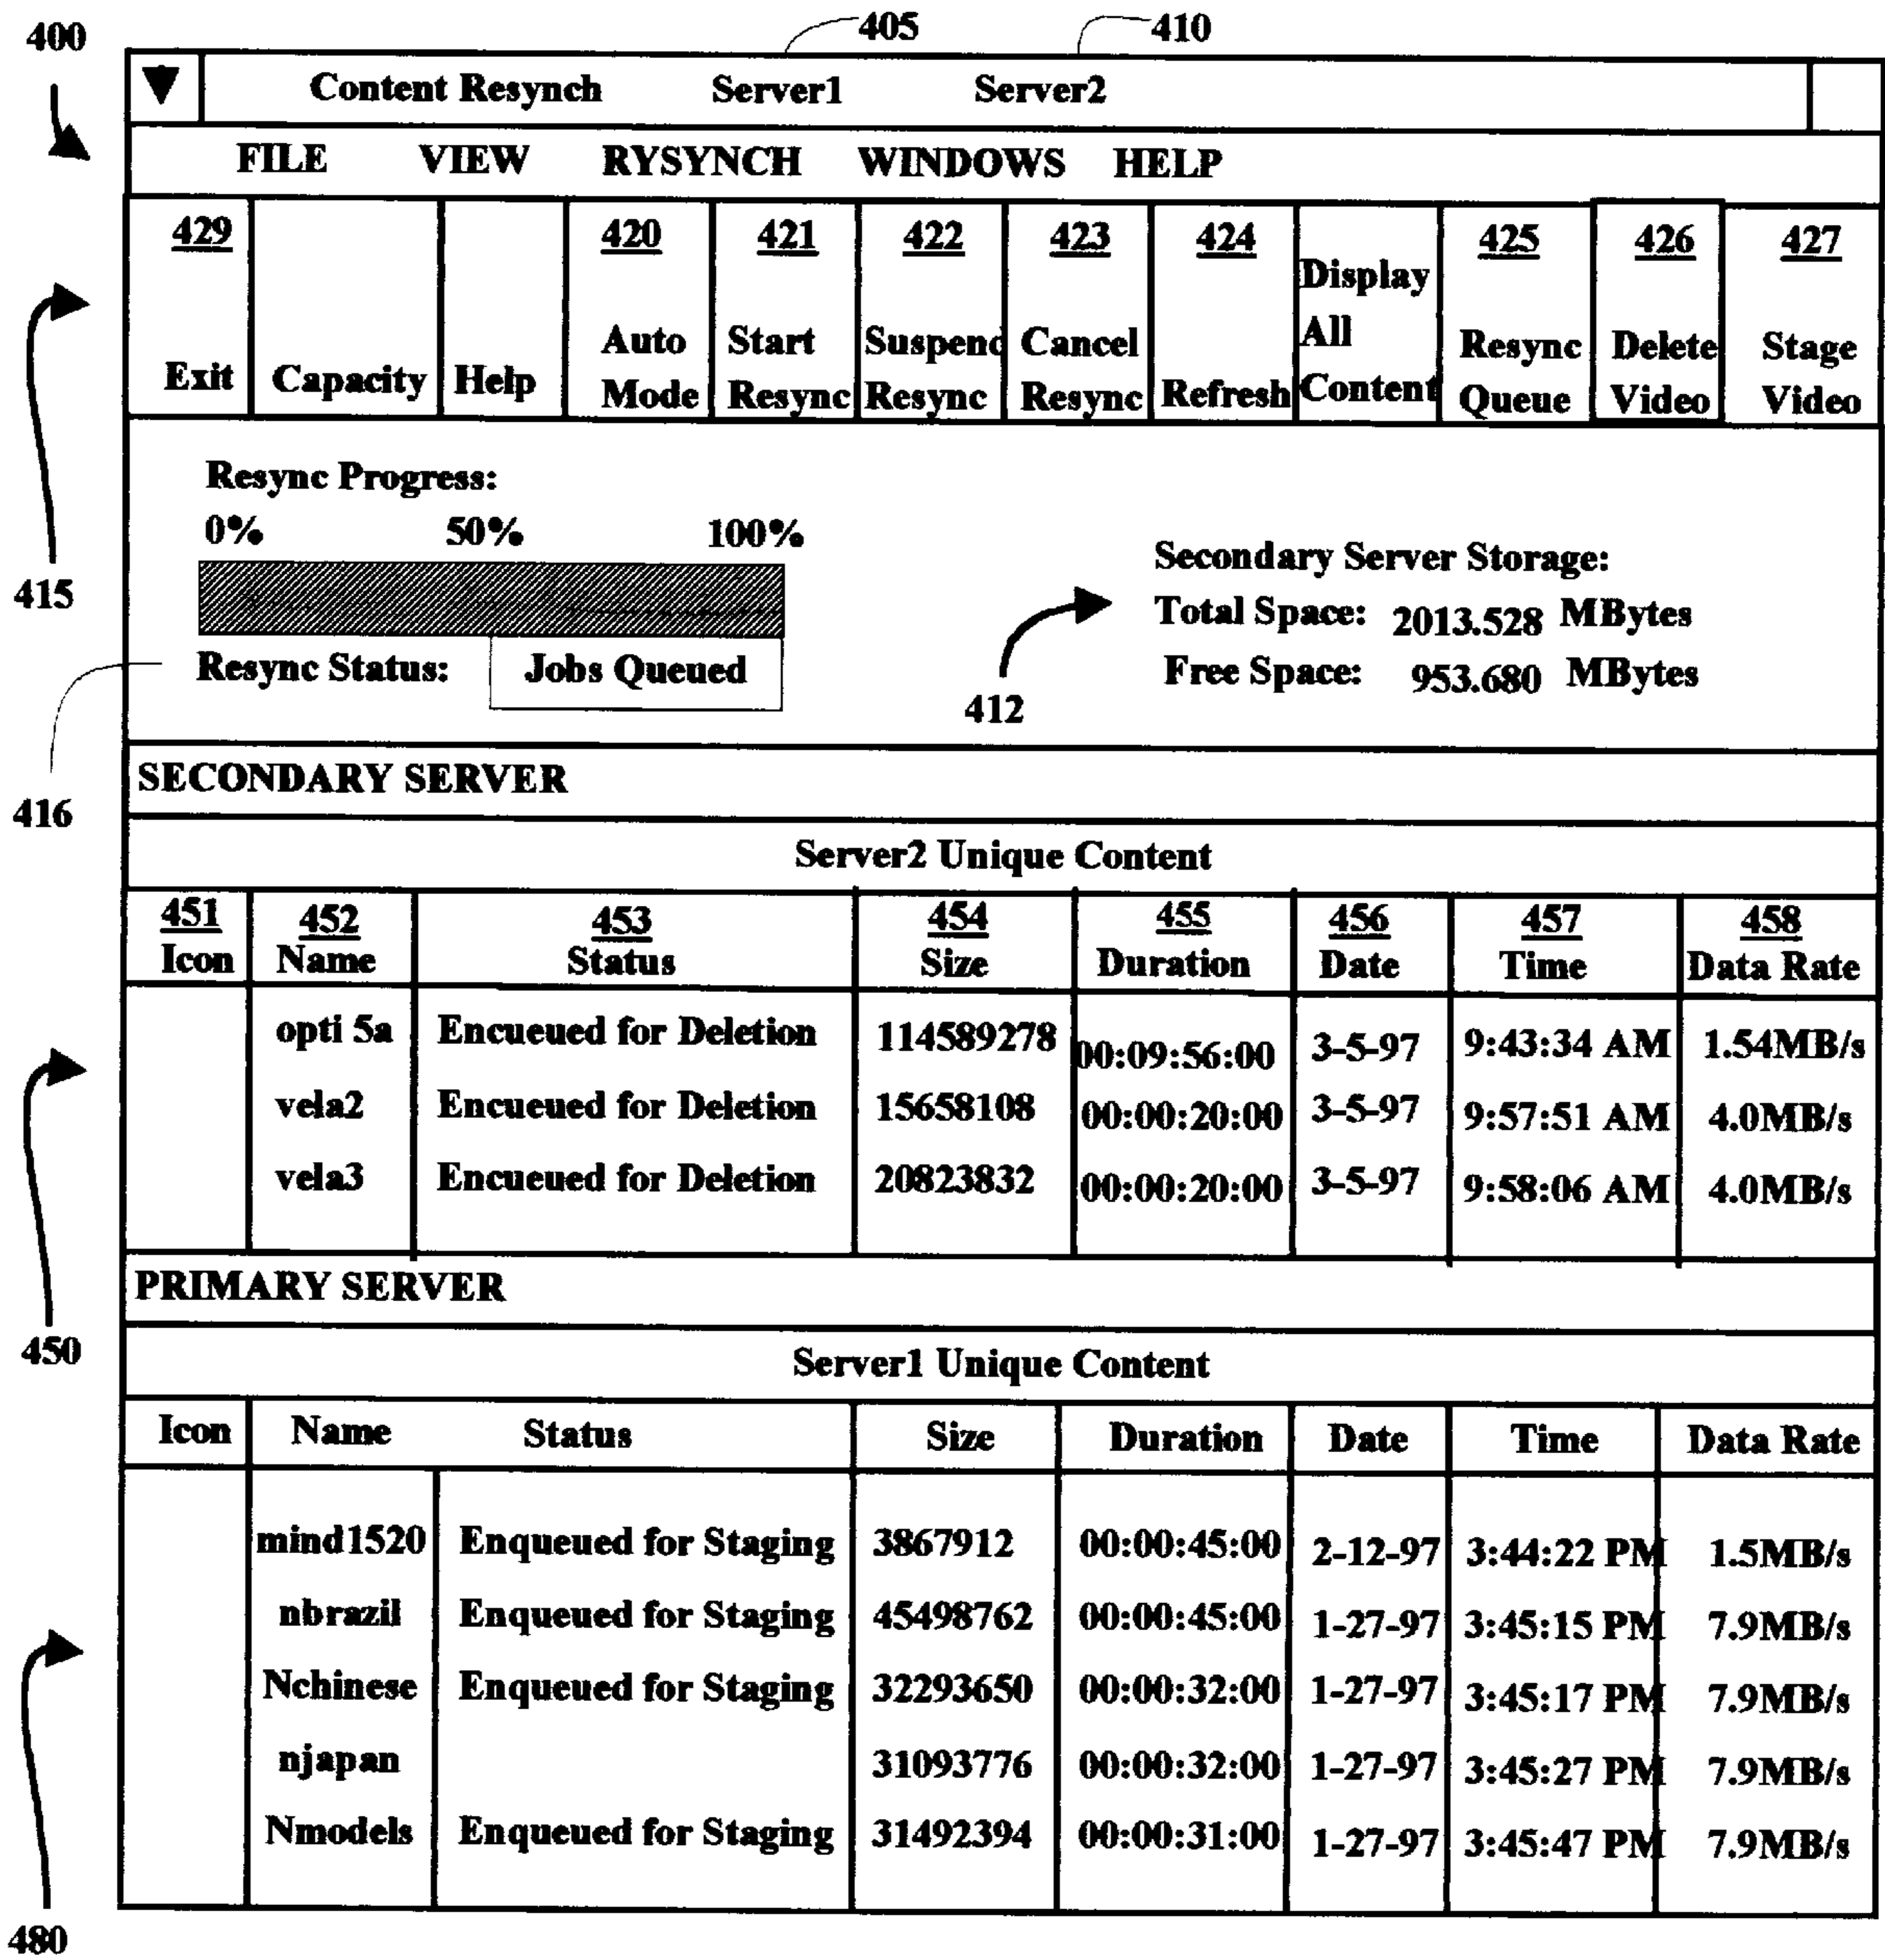 405 410
400
Content Resynch Server1 Server2
FILE VIEW RYSYNCH WINDOWS HELP
429 Exit
Capacity
Help
420 Auto Mode
421 Start Resync
422 Suspend Resync
423 Cancel Resync
424 Refresh
Display All Content
425 Resync Queue
426 Delete Video
427 Stage Video
415
Resync Progress:
0% 50% 100%
Resync Status: Jobs Queued
416
412
Secondary Server Storage:
Total Space: 2013.528 MBytes
Free Space: 953.680 MBytes
SECONDARY SERVER
Server2 Unique Content
451 452 453 454 455 456 457 458
Icon Name Status Size Duration Date Time Data Rate
opti 5a Encueued for Deletion 114589278 00:09:56:00 3-5-97 9:43:34 AM 1.54MB/s
vela2 Encueued for Deletion 15658108 00:00:20:00 3-5-97 9:57:51 AM 4.0MB/s
vela3 Encueued for Deletion 20823832 00:00:20:00 3-5-97 9:58:06 AM 4.0MB/s
450
PRIMARY SERVER
Server1 Unique Content
Icon Name Status Size Duration Date Time Data Rate
mind1520 Enqueued for Staging 3867912 00:00:45:00 2-12-97 3:44:22 PM 1.5MB/s
nbrazil Enqueued for Staging 45498762 00:00:45:00 1-27-97 3:45:15 PM 7.9MB/s
Nchinese Enqueued for Staging 32293650 00:00:32:00 1-27-97 3:45:17 PM 7.9MB/s
njapan 31093776 00:00:32:00 1-27-97 3:45:27 PM 7.9MB/s
Nmodels Enqueued for Staging 31492394 00:00:31:00 1-27-97 3:45:47 PM 7.9MB/s
480